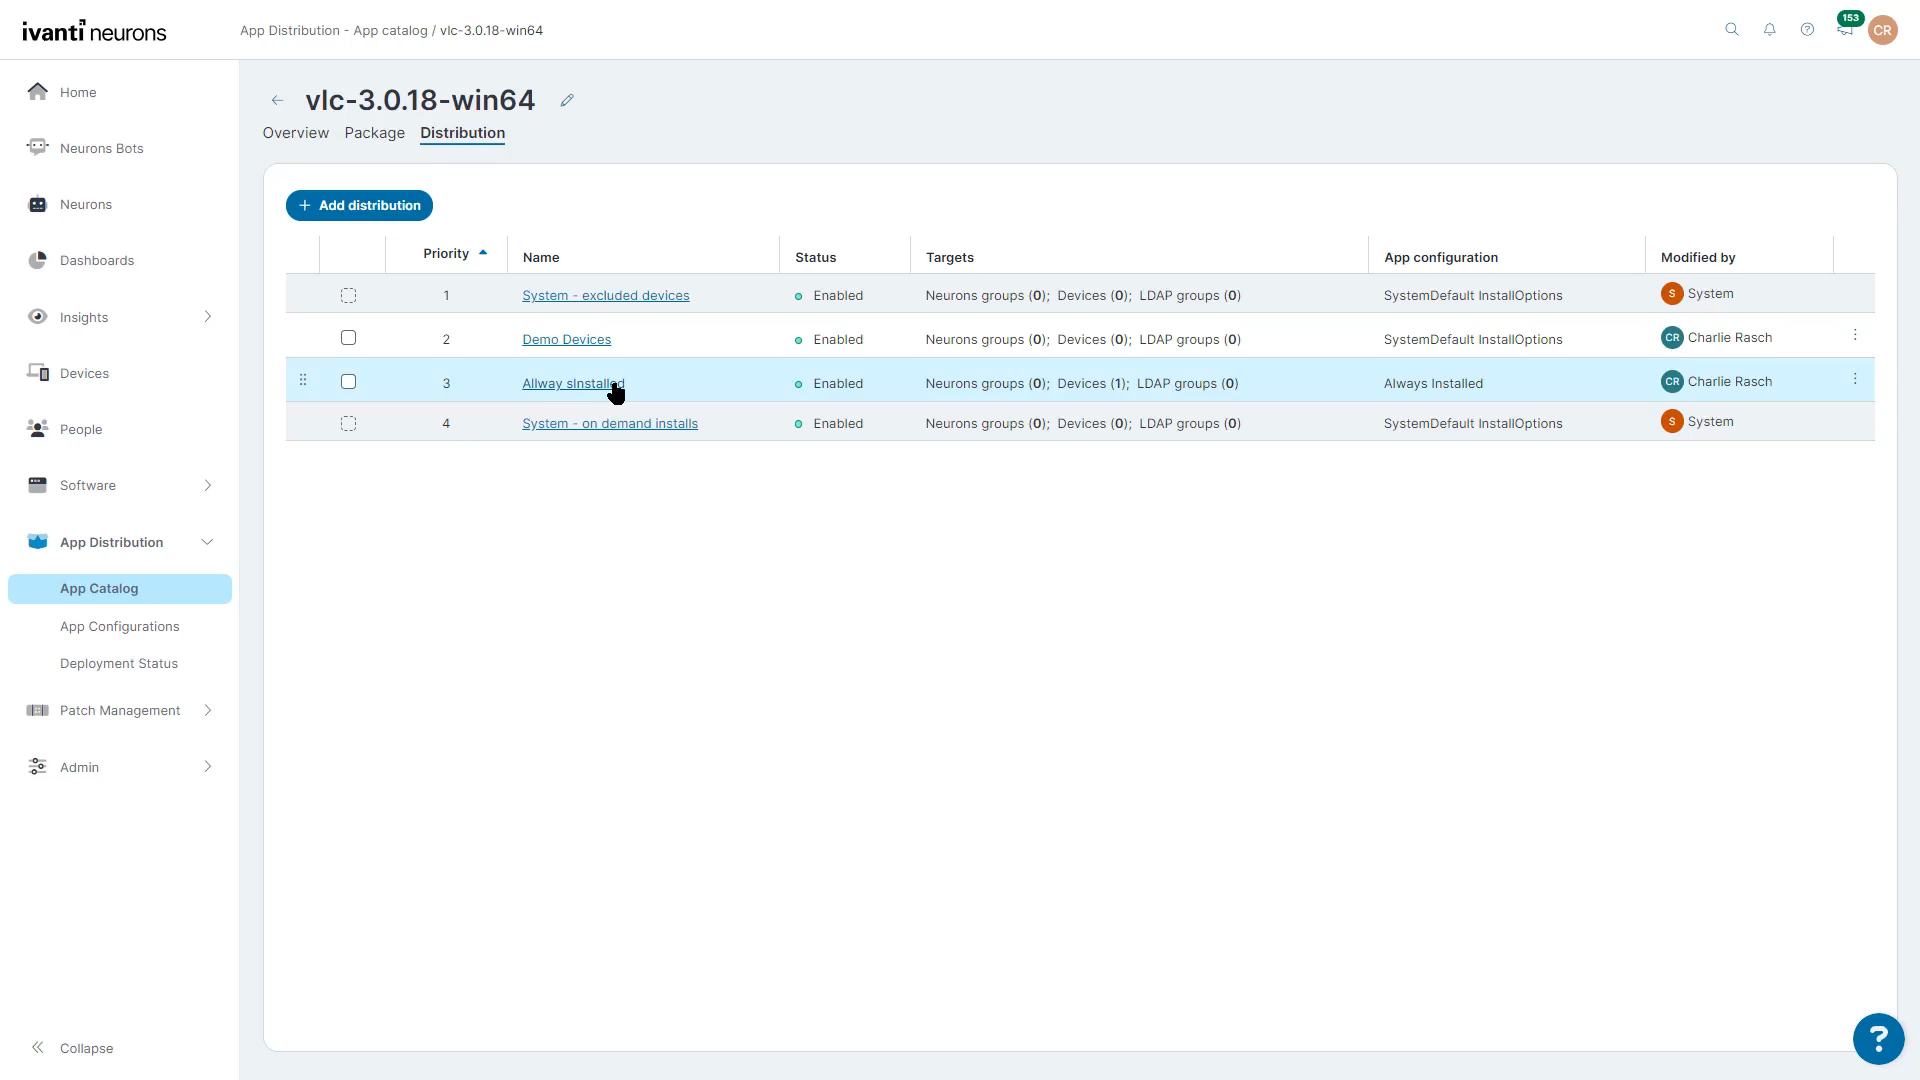 ivanti neurons
App Distribution - App catalog / vlc-3.0.18-win64
153
CR
Home
Neurons Bots
Neurons
Dashboards
Insights
Devices
People
Software
App Distribution
App Catalog
App Configurations
Deployment Status
Patch Management
Admin
Collapse
vlc-3.0.18-win64
Overview Package Distribution
+ Add distribution
Priority Name Status Targets App configuration Modified by
1 System - excluded devices Enabled Neurons groups (0); Devices (0); LDAP groups (0) SystemDefault InstallOptions S System
2 Demo Devices Enabled Neurons groups (0); Devices (0); LDAP groups (0) SystemDefault InstallOptions CR Charlie Rasch
3 Allway sInstalled Enabled Neurons groups (0); Devices (1); LDAP groups (0) Always Installed CR Charlie Rasch
4 System - on demand installs Enabled Neurons groups (0); Devices (0); LDAP groups (0) SystemDefault InstallOptions S System
?